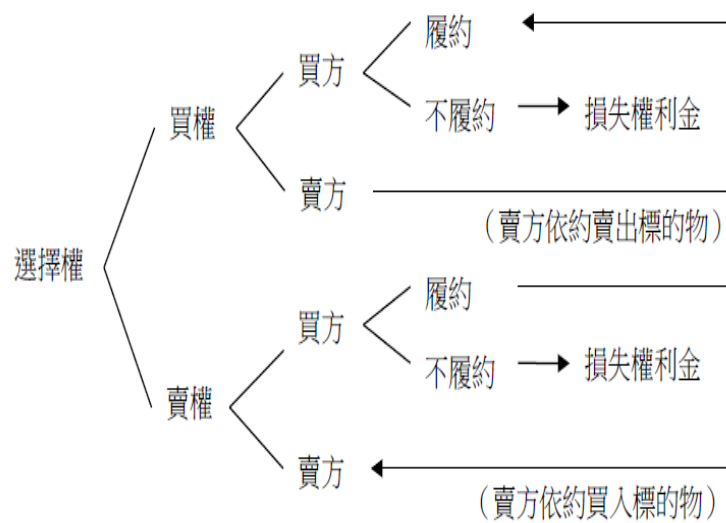 履約
買方
不履約
損失權利金
買權
賣方
(賣方依約賣出標的物)
選擇權
履約
買方
不履約
損失權利金
賣權
賣方
(賣方依約買入標的物)